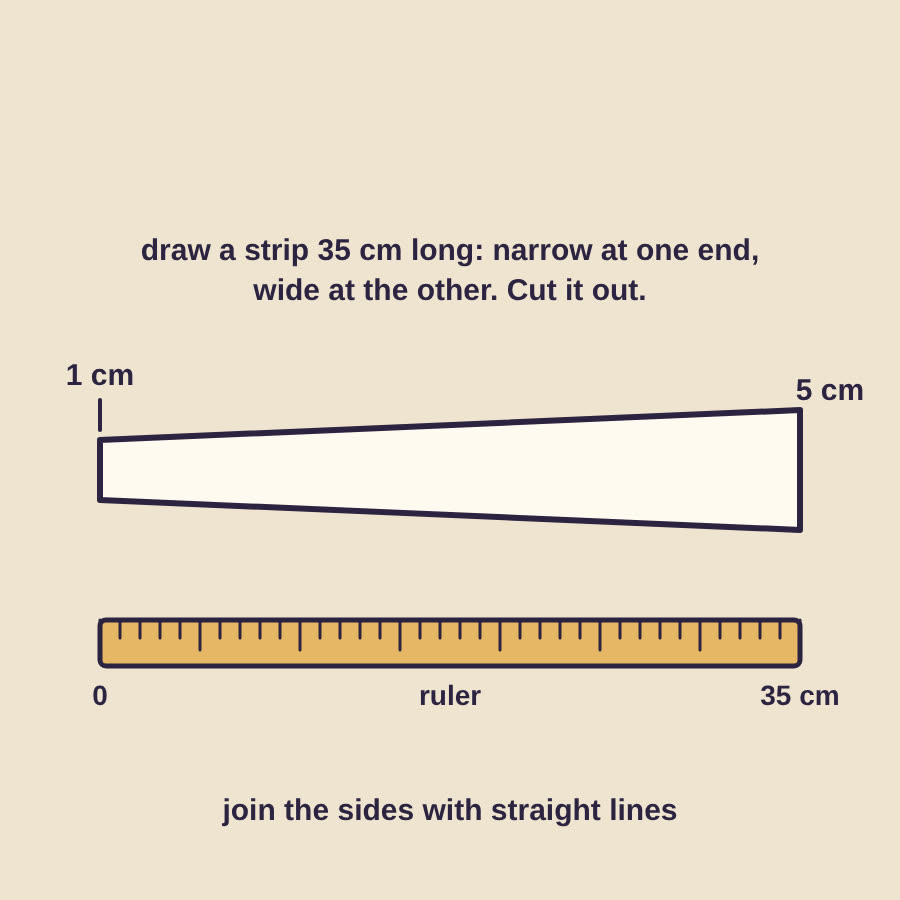 draw a strip 35 cm long: narrow at one end,
wide at the other. Cut it out.
1 cm
5 cm
0
ruler
35 cm
join the sides with straight lines